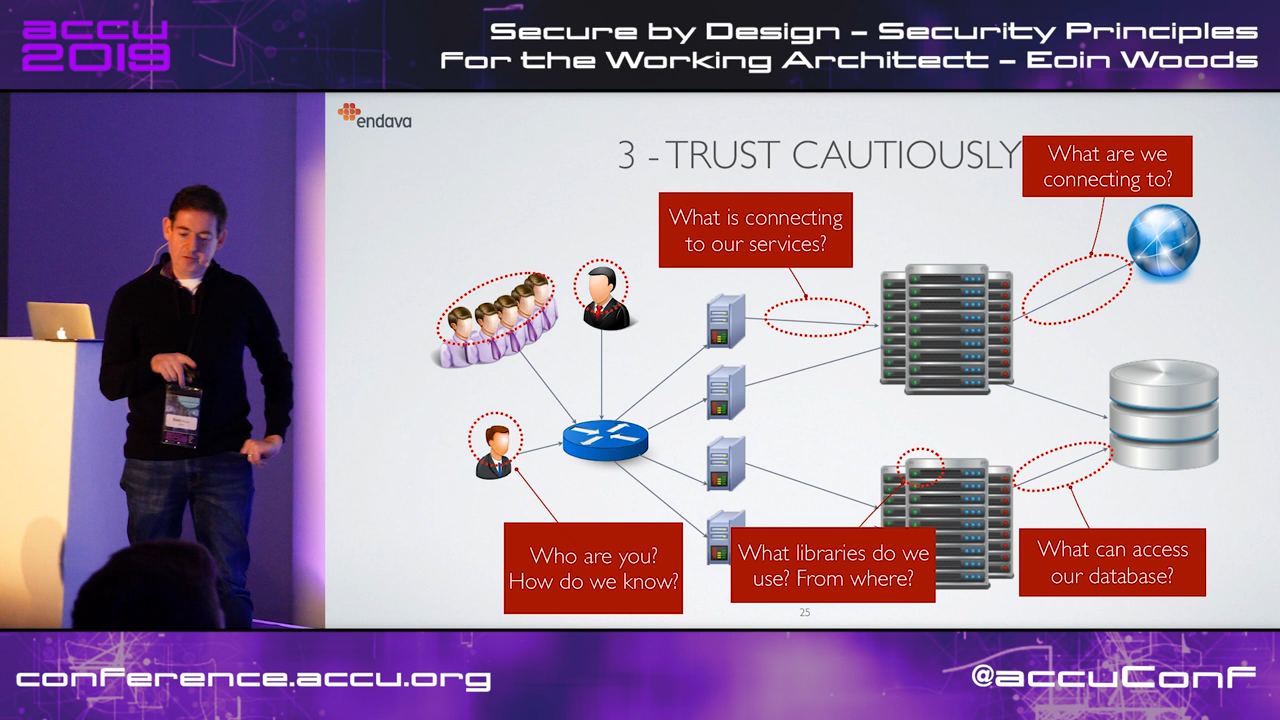 accu
2019
Secure by Design – Security Principles
For the Working Architect – Eoin Woods
endava
3 - TRUST CAUTIOUSLY
What are we
connecting to?
What is connecting
to our services?
Who are you?
How do we know?
What libraries do we
use? From where?
What can access
our database?
25
conference.accu.org
@accuConf